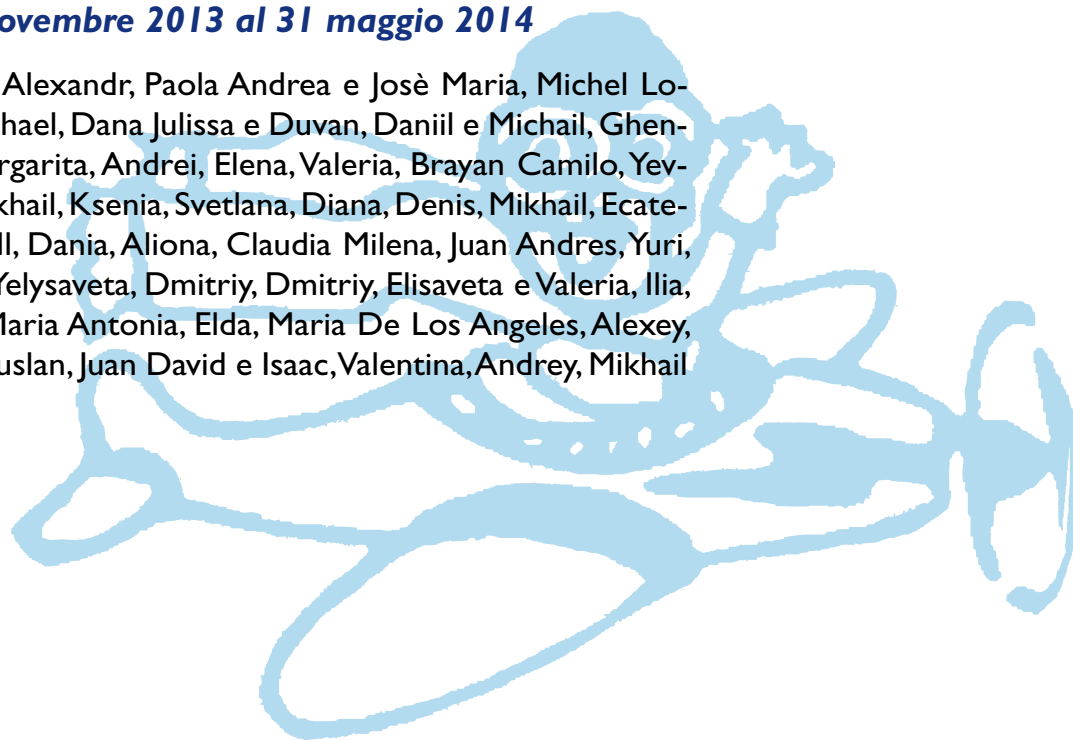 ovembre 2013 al 31 maggio 2014
Alexandr, Paola Andrea e Josè Maria, Michel Lo-
hael, Dana Julissa e Duvan, Daniil e Michail, Ghen-
rgarita, Andrei, Elena, Valeria, Brayan Camilo, Yev-
khail, Ksenia, Svetlana, Diana, Denis, Mikhail, Ecate-
ll, Dania, Aliona, Claudia Milena, Juan Andres, Yuri,
Yelysaveta, Dmitriy, Dmitriy, Elisaveta e Valeria, Ilia,
Maria Antonia, Elda, Maria De Los Angeles, Alexey,
uslan, Juan David e Isaac, Valentina, Andrey, Mikhail